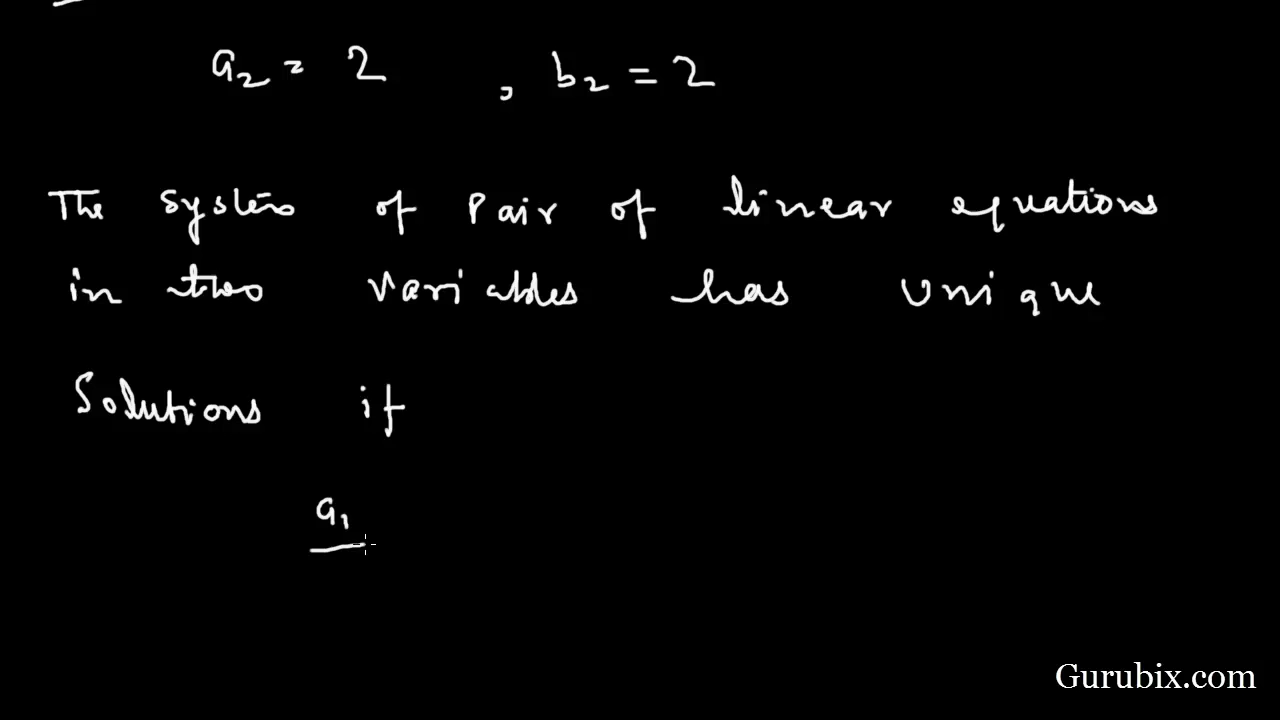 a₂ = 2 , b₂ = 2
The system of pair of linear equations
in two variables has unique
Solutions if
a₁
Gurubix.com